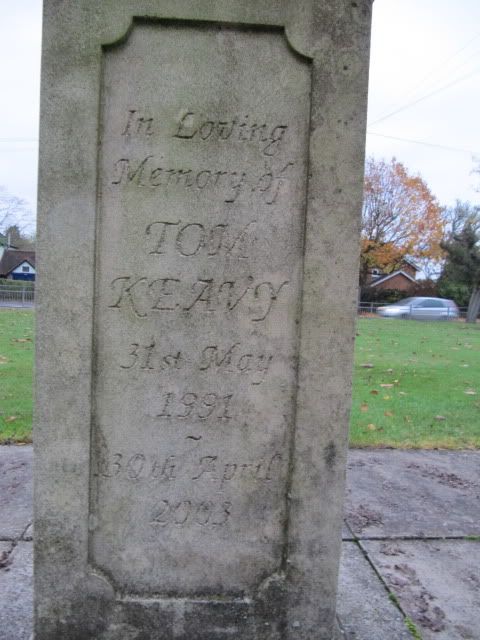 In Loving
Memory of
TOM
KEAVY
31st May
1991
~
30th April
2003